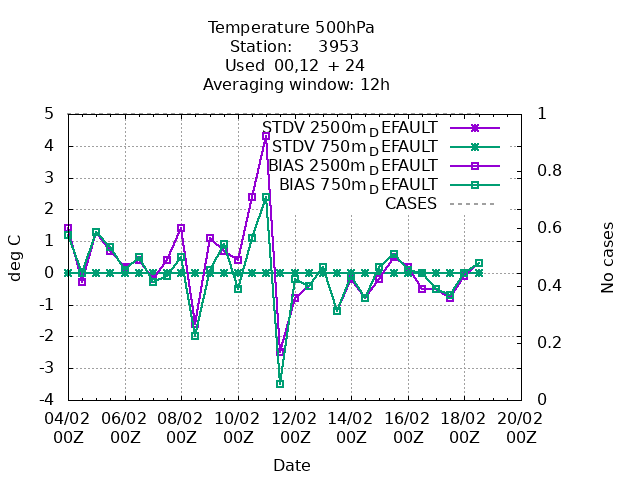 Temperature 500hPa
Station: 3953
Used 00,12 + 24
Averaging window: 12h
STDV 2500m_DEFAULT
STDV 750m_DEFAULT
BIAS 2500m_DEFAULT
BIAS 750m_DEFAULT
CASES
5
4
3
2
1
0
-1
-2
-3
-4
deg C
1
0.8
0.6
0.4
0.2
0
No cases
04/02 06/02 08/02 10/02 12/02 14/02 16/02 18/02 20/02
00Z 00Z 00Z 00Z 00Z 00Z 00Z 00Z 00Z
Date